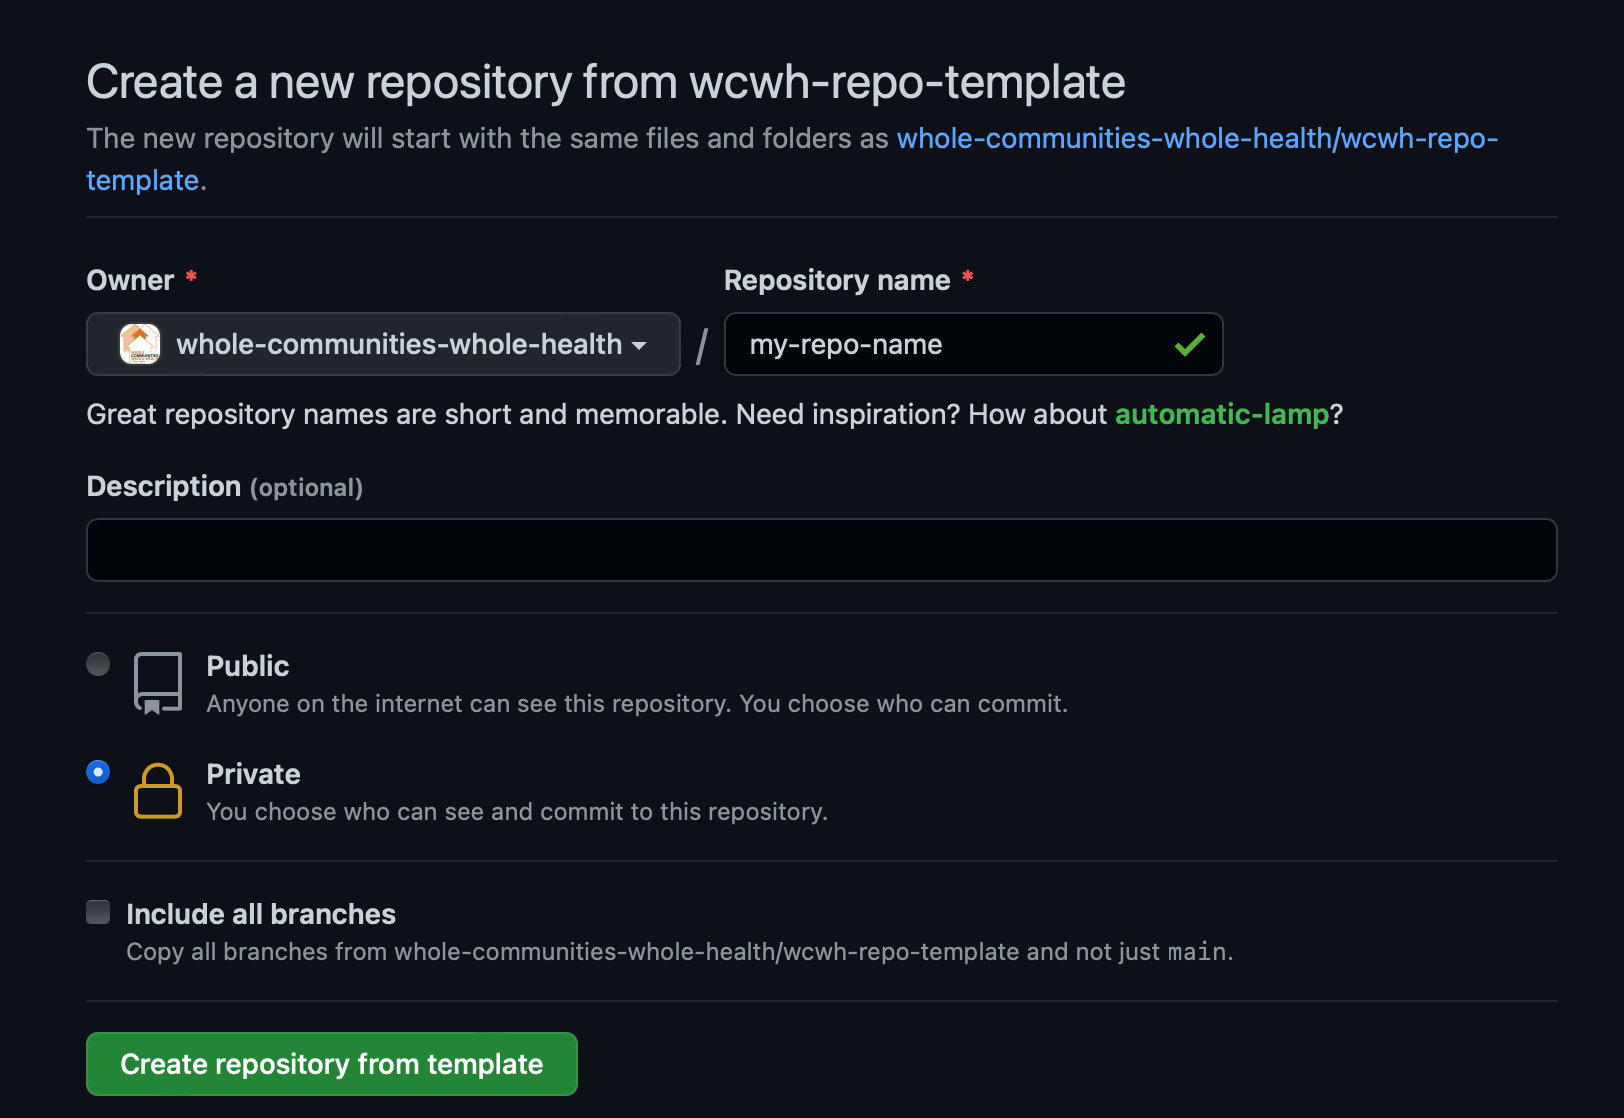 Create a new repository from wcwh-repo-template
The new repository will start with the same files and folders as whole-communities-whole-health/wcwh-repo-
template.
Owner *
Repository name *
whole-communities-whole-health
/
my-repo-name
Great repository names are short and memorable. Need inspiration? How about automatic-lamp?
Description (optional)
Public
Anyone on the internet can see this repository. You choose who can commit.
Private
You choose who can see and commit to this repository.
Include all branches
Copy all branches from whole-communities-whole-health/wcwh-repo-template and not just main.
Create repository from template